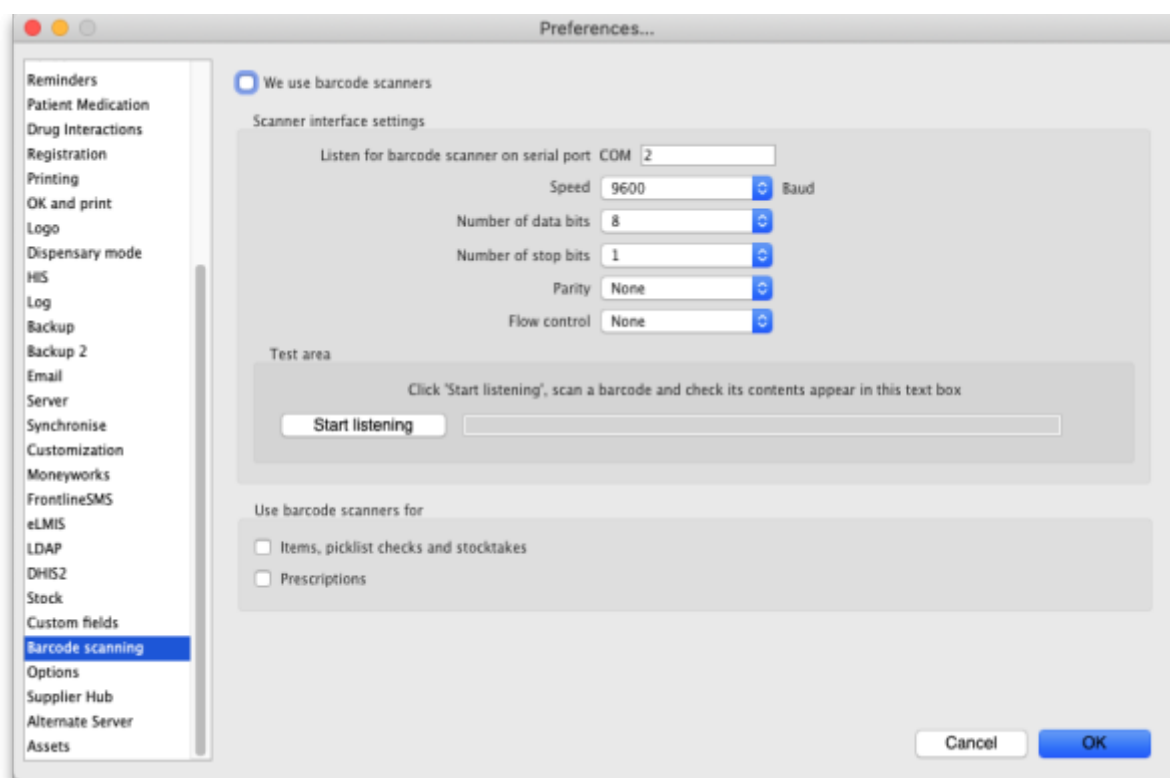 Preferences...
Reminders
Patient Medication
Drug Interactions
Registration
Printing
OK and print
Logo
Dispensary mode
HIS
Log
Backup
Backup 2
Email
Server
Synchronise
Customization
Moneyworks
FrontlineSMS
eLMIS
LDAP
DHIS2
Stock
Custom fields
Barcode scanning
Options
Supplier Hub
Alternate Server
Assets
We use barcode scanners
Scanner interface settings
Listen for barcode scanner on serial port COM 2
Speed 9600 Baud
Number of data bits 8
Number of stop bits 1
Parity None
Flow control None
Test area
Click 'Start listening', scan a barcode and check its contents appear in this text box
Start listening
Use barcode scanners for
Items, picklist checks and stocktakes
Prescriptions
Cancel OK